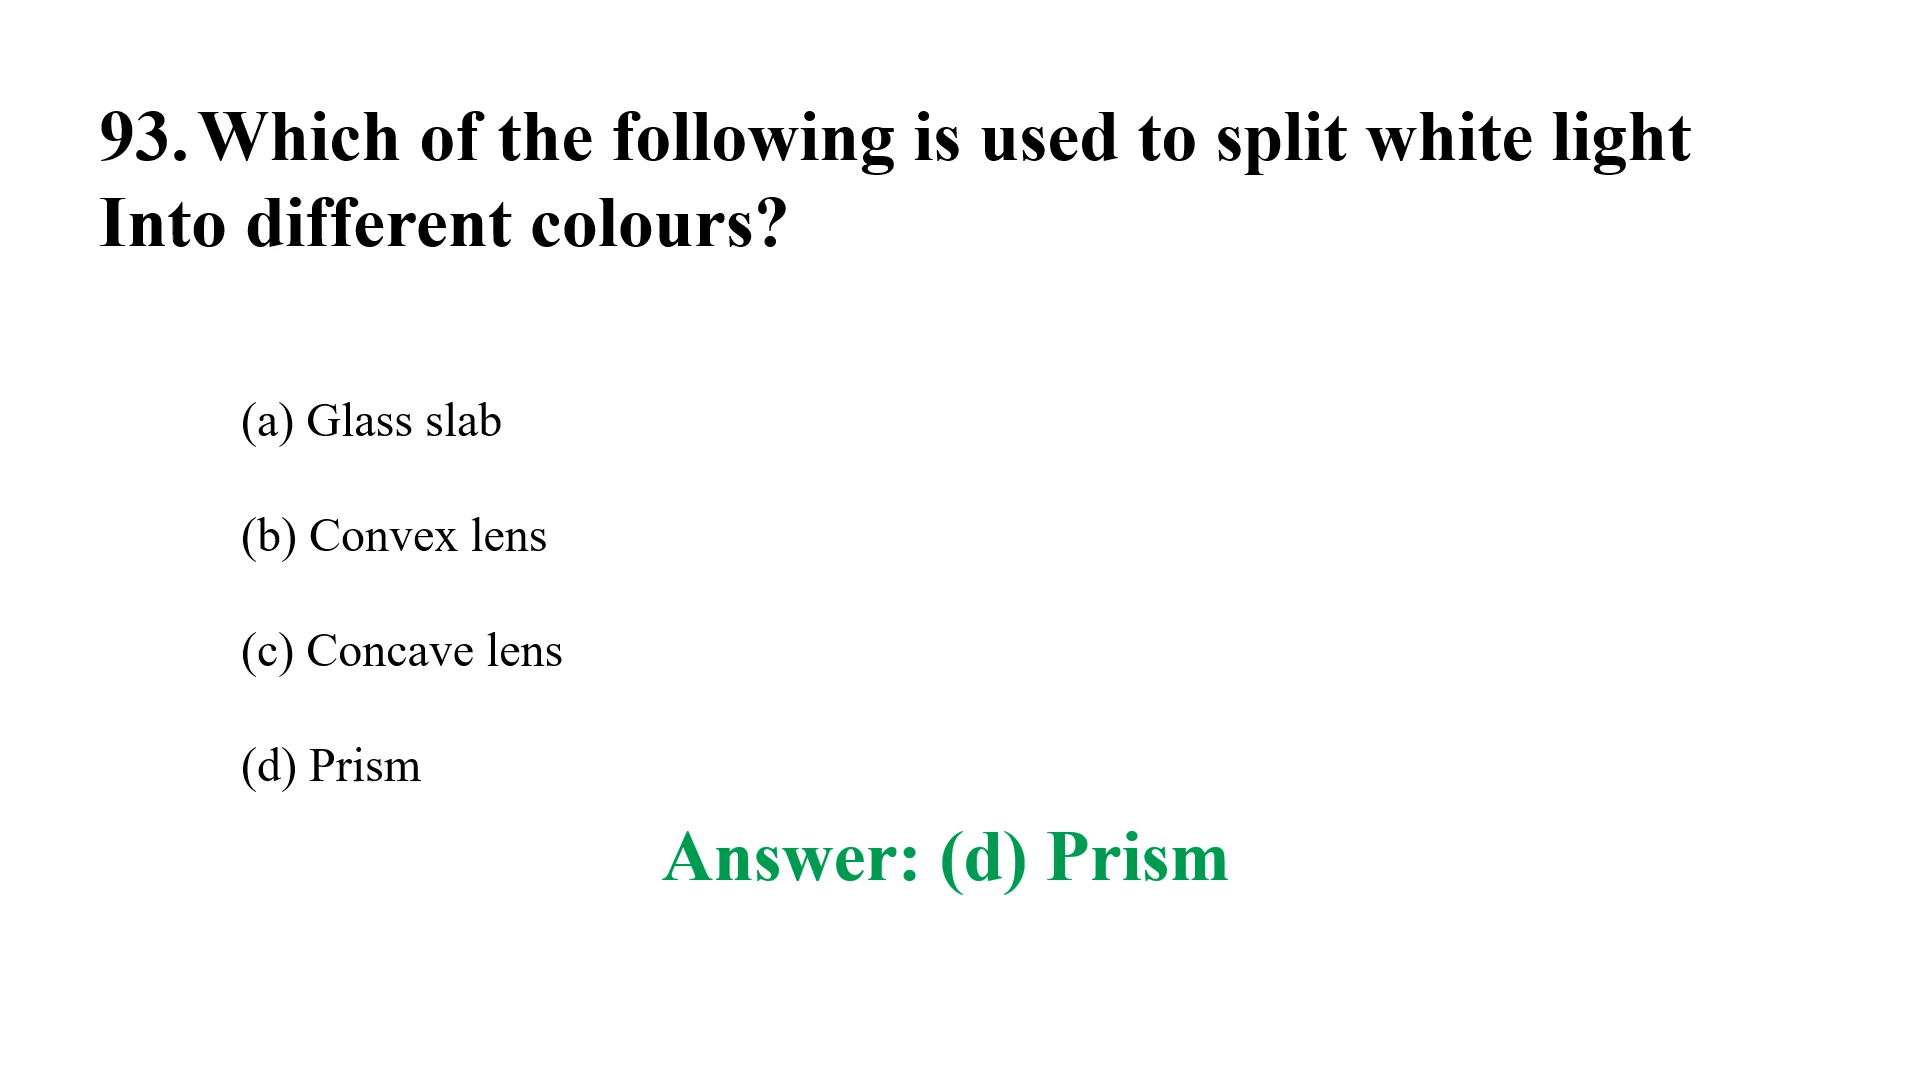 93. Which of the following is used to split white light
Into different colours?
(a) Glass slab
(b) Convex lens
(c) Concave lens
(d) Prism
Answer: (d) Prism